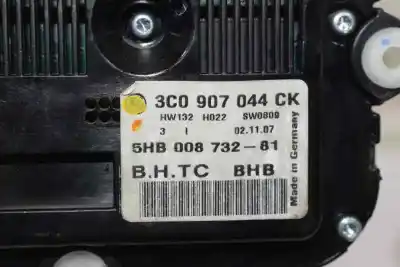 3C0 907 044 CK
HW132 H022 SW0809
3 I 02.11.07
5HB 008 732-81
B.H.TC BHB
Made in Germany